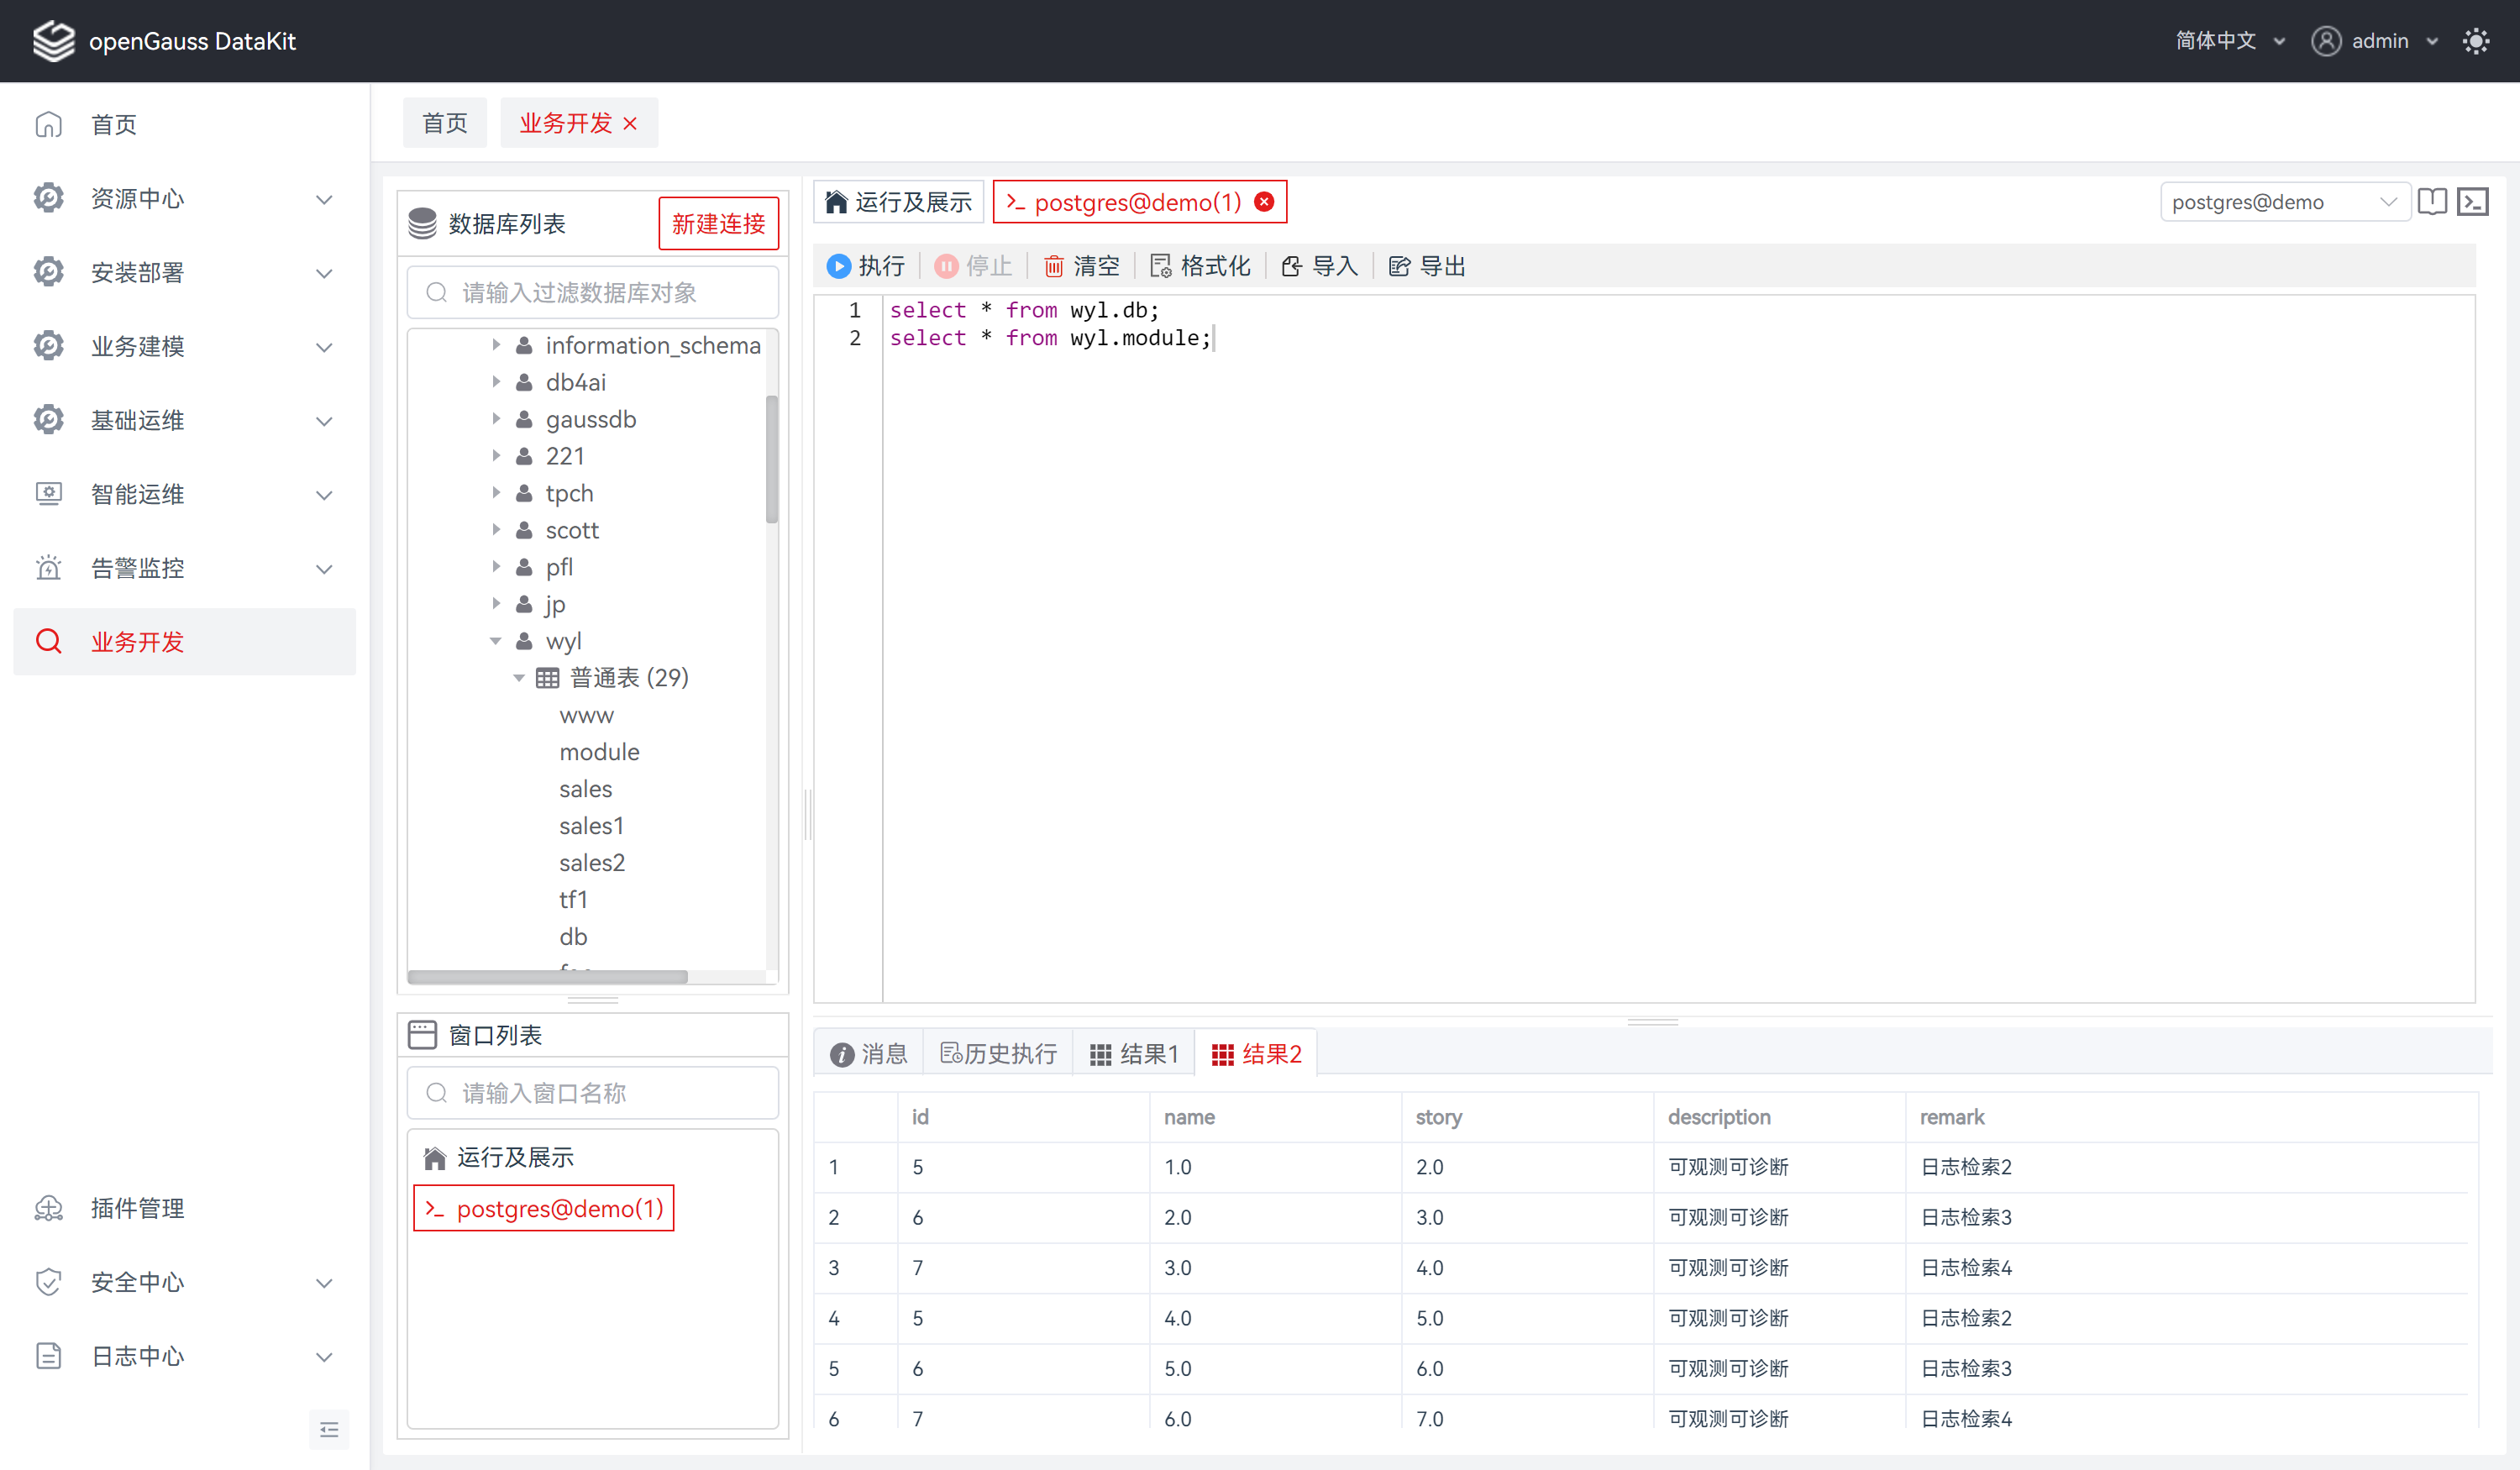 openGauss DataKit
简体中文
admin
首页
资源中心
安装部署
业务建模
基础运维
智能运维
告警监控
业务开发
插件管理
安全中心
日志中心
首页
业务开发
数据库列表
新建连接
请输入过滤数据库对象
information_schema
db4ai
gaussdb
221
tpch
scott
pfl
jp
wyl
普通表 (29)
www
module
sales
sales1
sales2
tf1
db
窗口列表
请输入窗口名称
运行及展示
postgres@demo(1)
运行及展示
postgres@demo(1)
postgres@demo
执行
停止
清空
格式化
导入
导出
1 select * from wyl.db;
2 select * from wyl.module;
消息
历史执行
结果1
结果2
id name story description remark
1 5 1.0 2.0 可观测可诊断 日志检索2
2 6 2.0 3.0 可观测可诊断 日志检索3
3 7 3.0 4.0 可观测可诊断 日志检索4
4 5 4.0 5.0 可观测可诊断 日志检索2
5 6 5.0 6.0 可观测可诊断 日志检索3
6 7 6.0 7.0 可观测可诊断 日志检索4